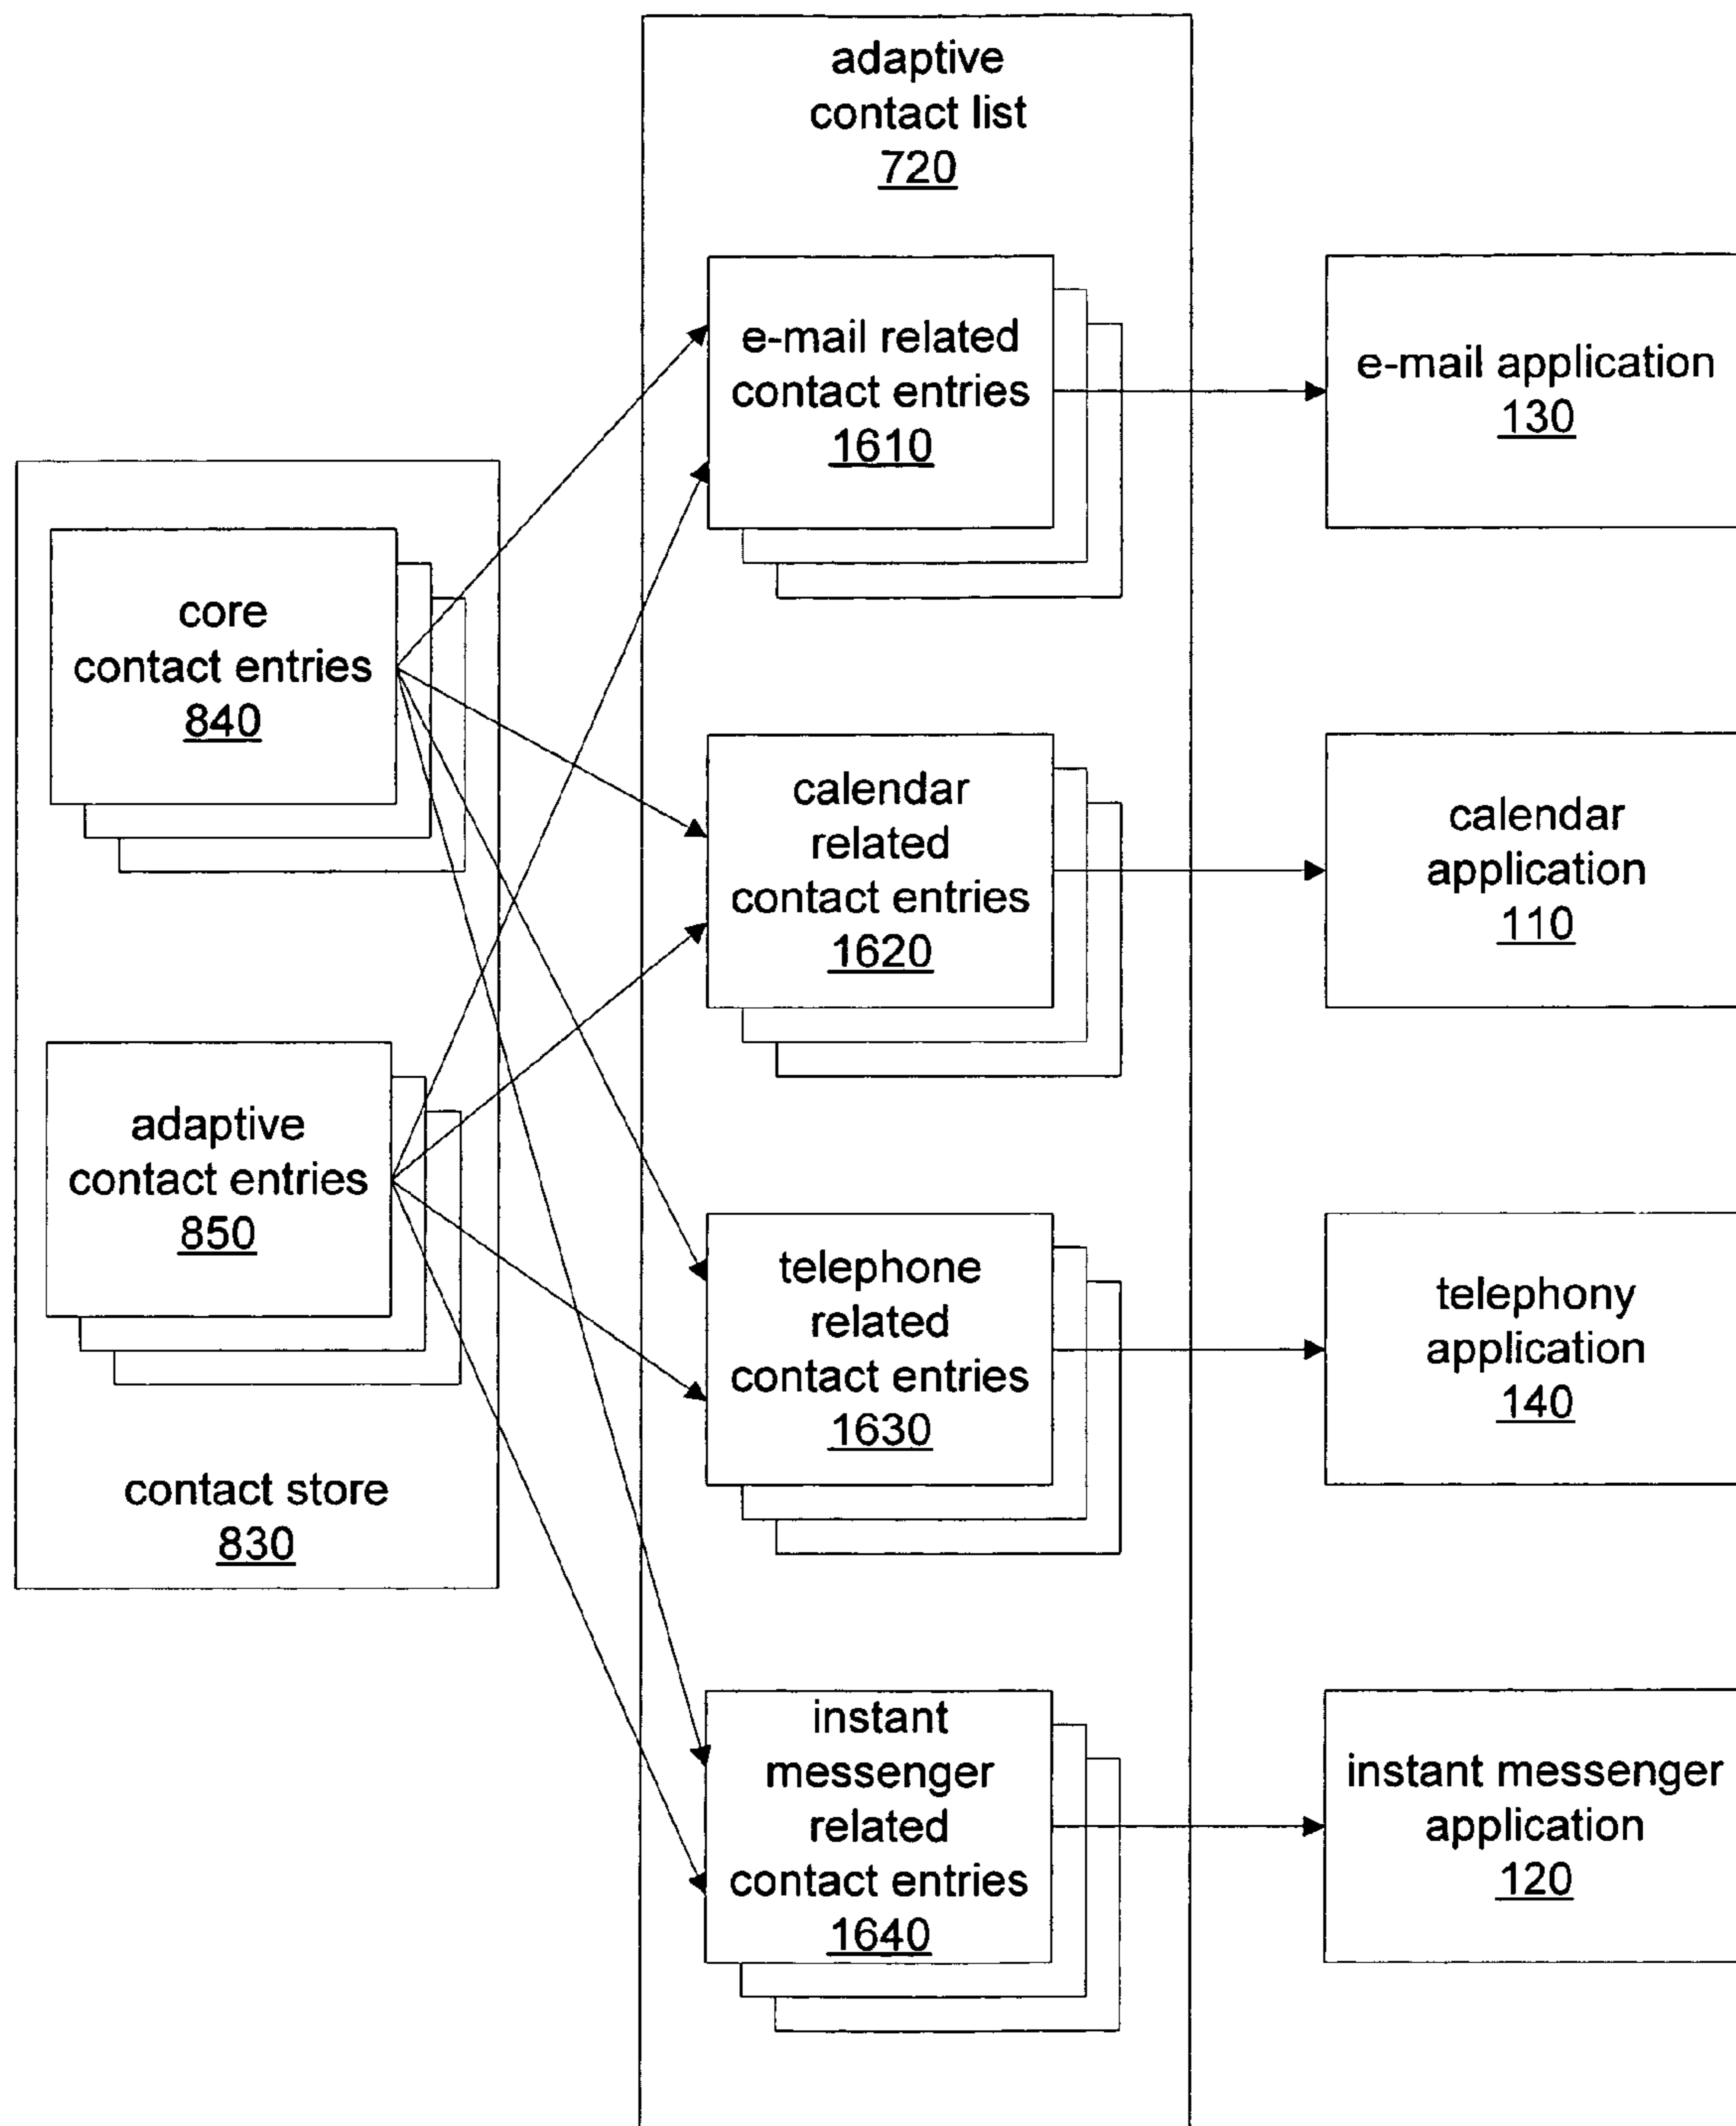 adaptive
contact list
720
e-mail related
contact entries
1610
e-mail application
130
core
contact entries
840
calendar
related
contact entries
1620
calendar
application
110
adaptive
contact entries
850
telephone
related
contact entries
1630
telephony
application
140
contact store
830
instant
messenger
related
contact entries
1640
instant messenger
application
120